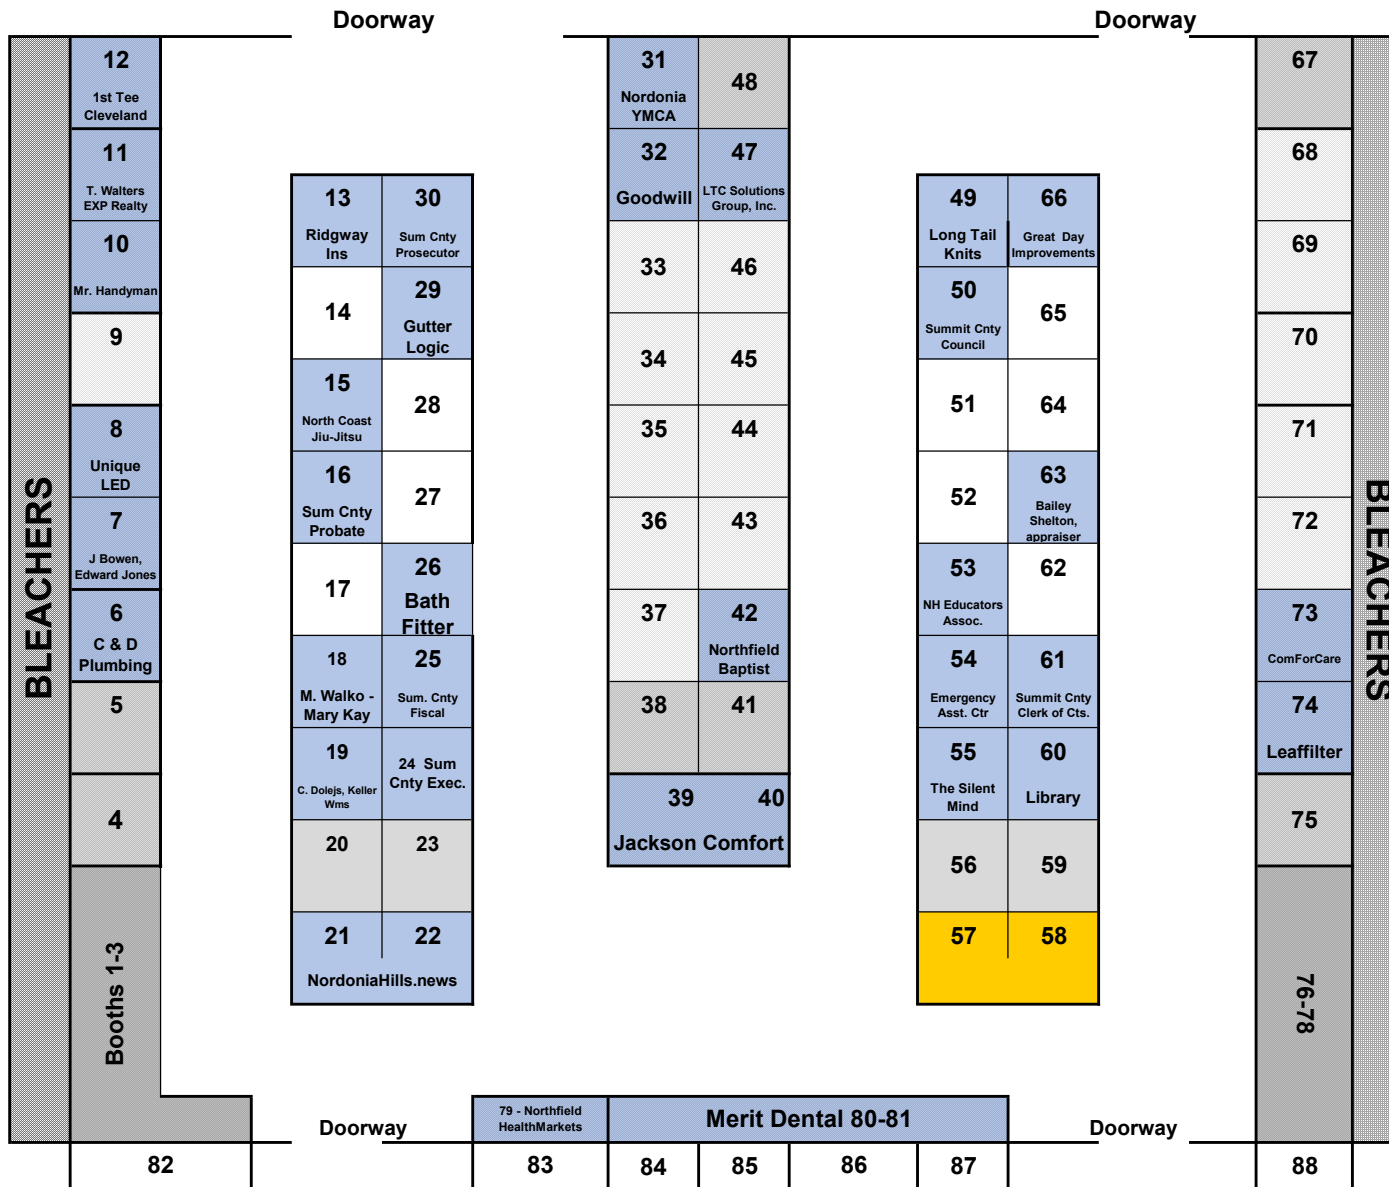 Doorway
Doorway
BLEACHERS
12
1st Tee
Cleveland
11
T. Walters
EXP Realty
10
Mr. Handyman
9
8
Unique
LED
7
J Bowen,
Edward Jones
6
C & D
Plumbing
5
4
Booths 1-3
13
Ridgway
Ins
30
Sum Cnty
Prosecutor
14
29
Gutter
Logic
15
North Coast
Jiu-Jitsu
28
16
Sum Cnty
Probate
27
17
26
Bath
Fitter
18
M. Walko -
Mary Kay
25
Sum. Cnty
Fiscal
19
C. Dolejs, Keller
Wms
24 Sum
Cnty Exec.
20
23
21
22
NordoniaHills.news
31
Nordonia
YMCA
48
32
Goodwill
47
LTC Solutions
Group, Inc.
33
46
34
45
35
44
36
43
37
42
Northfield
Baptist
38
41
39
40
Jackson Comfort
49
Long Tail
Knits
66
Great Day
Improvements
50
Summit Cnty
Council
65
51
64
52
63
Bailey
Shelton,
appraiser
53
NH Educators
Assoc.
62
54
Emergency
Asst. Ctr
61
Summit Cnty
Clerk of Cts.
55
The Silent
Mind
60
Library
56
59
57
58
67
68
69
70
71
72
73
ComForCare
74
Leaffilter
75
76-78
BLEACHERS
Doorway
79 - Northfield
HealthMarkets
Merit Dental 80-81
Doorway
82
83
84
85
86
87
88